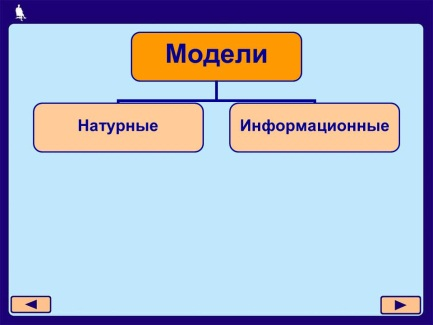 Модели
Натурные
Информационные